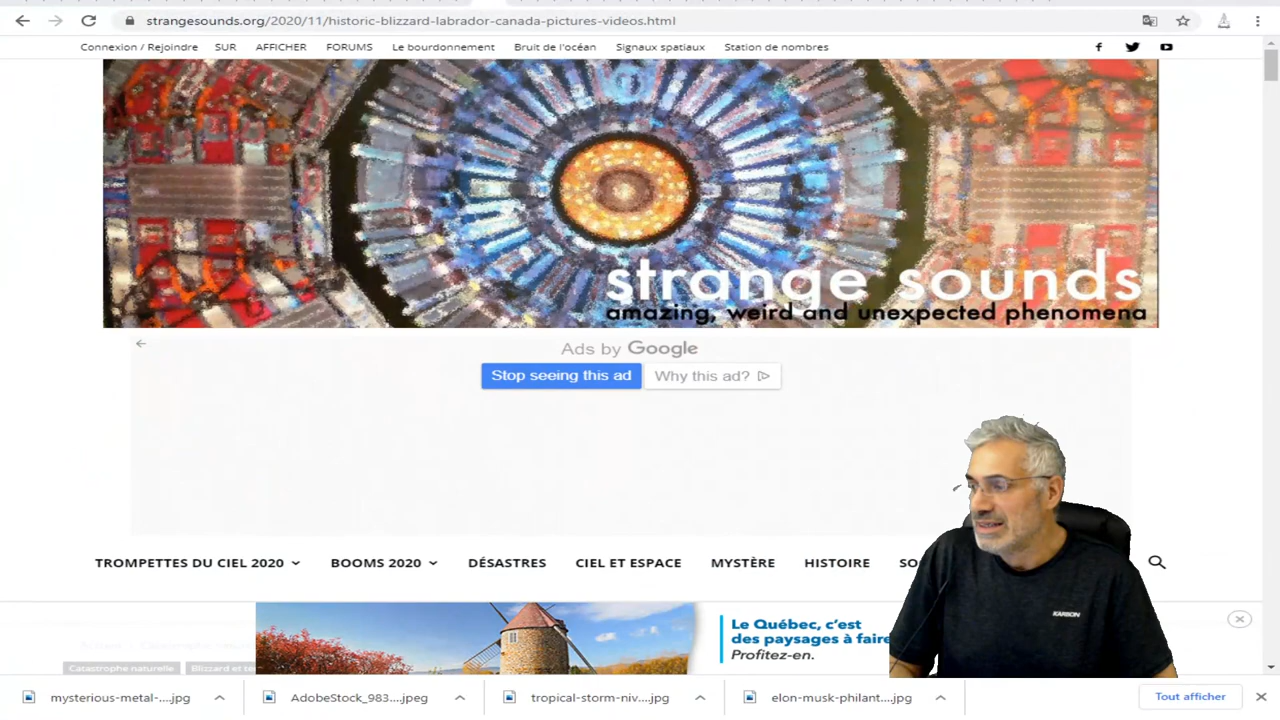 strangesounds.org/2020/11/historic-blizzard-labrador-canada-pictures-videos.html
Connexion / Rejoindre SUR AFFICHER FORUMS Le bourdonnement Bruit de l'océan Signaux spatiaux Station de nombres
strange sounds
amazing, weird and unexpected phenomena
Ads by Google
Stop seeing this ad Why this ad?
KARBON
TROMPETTES DU CIEL 2020 BOOMS 2020 DÉSASTRES CIEL ET ESPACE MYSTÈRE HISTOIRE SO
Le Québec, c'est
des paysages à faire
Profitez-en.
Catastrophe naturelle Blizzard et te
mysterious-metal-....jpg AdobeStock_983....jpeg tropical-storm-niv....jpg elon-musk-philant....jpg Tout afficher